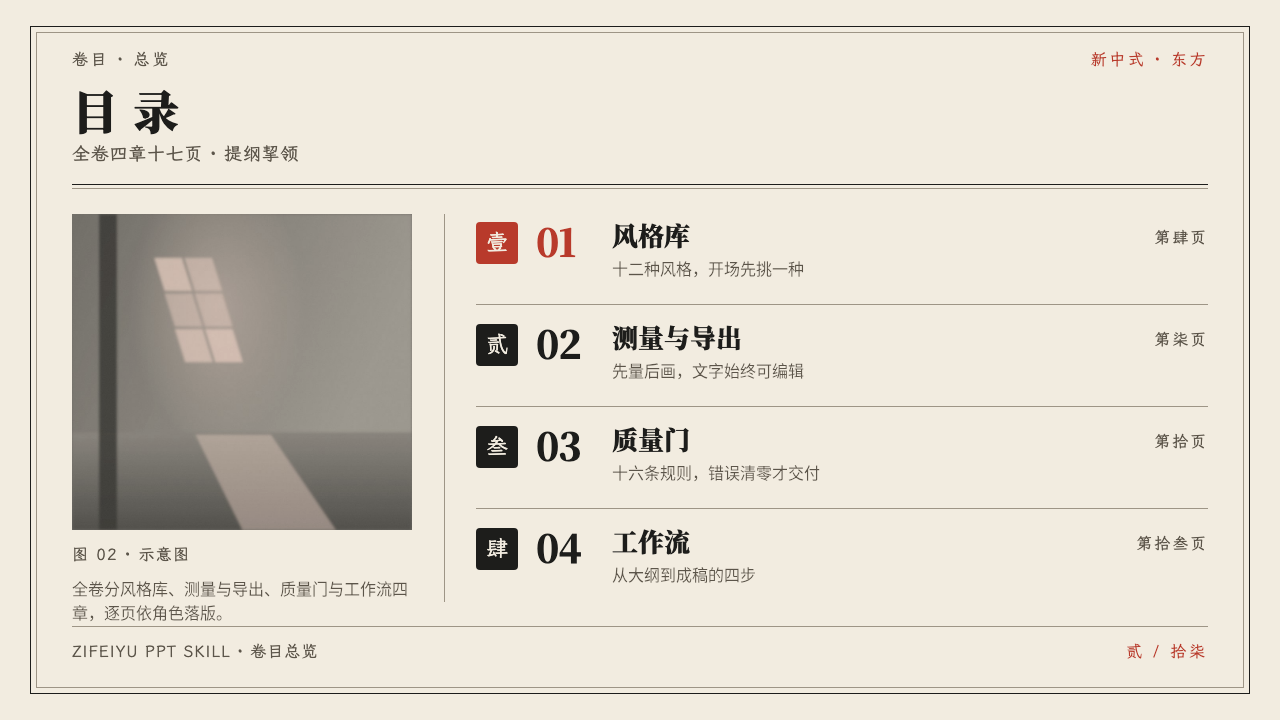 卷目 · 总览
新中式 · 东方
目录
全卷四章十七页 · 提纲挈领
壹 01 风格库 第肆页
十二种风格，开场先挑一种
贰 02 测量与导出 第柒页
先量后画，文字始终可编辑
叁 03 质量门 第拾页
十六条规则，错误清零才交付
肆 04 工作流 第拾叁页
从大纲到成稿的四步
图 02 · 示意图
全卷分风格库、测量与导出、质量门与工作流四
章，逐页依角色落版。
ZIFEIYU PPT SKILL · 卷目总览
贰 / 拾柒